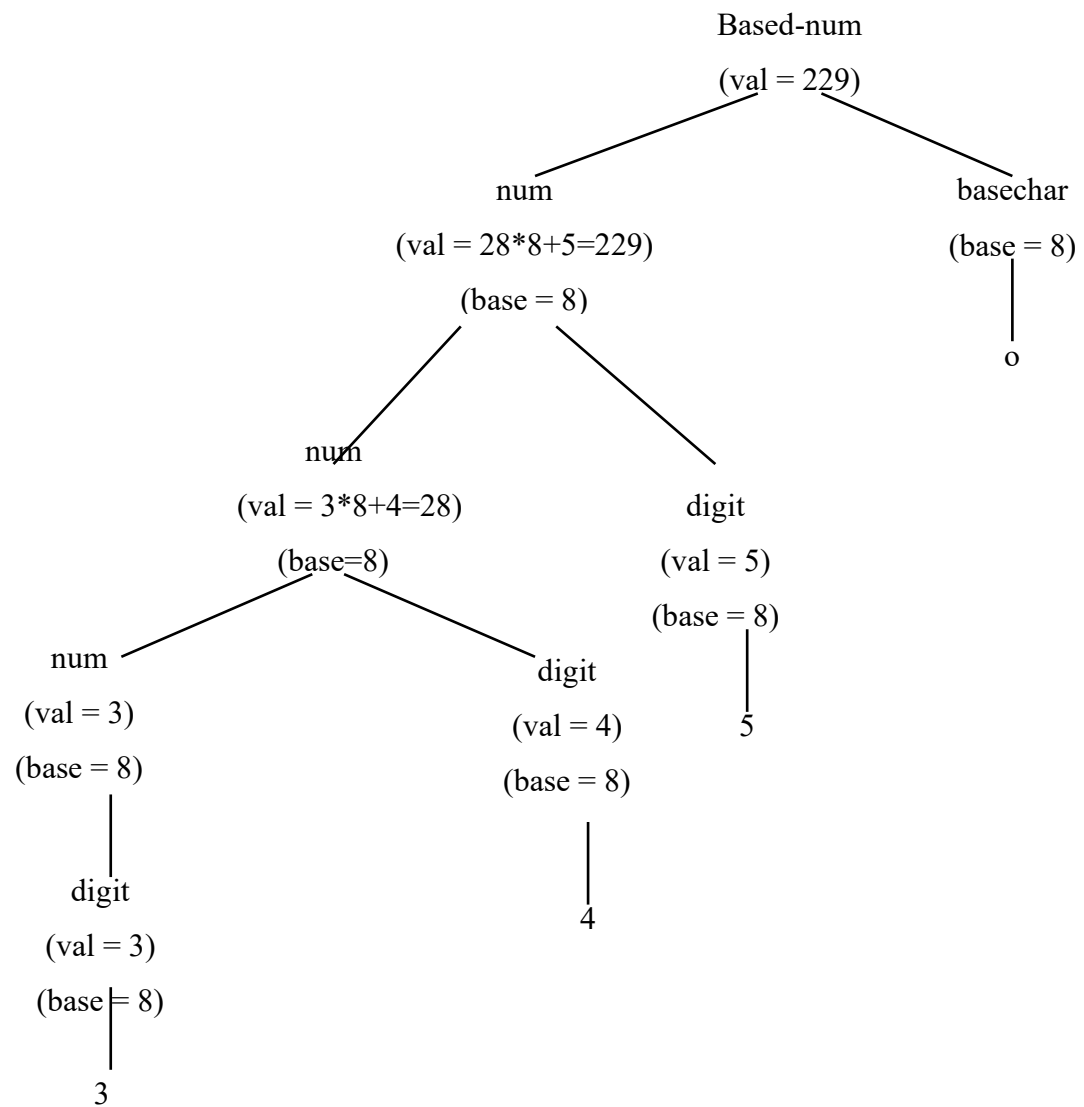 Based-num
(val = 229)
num
basechar
(val = 28*8+5=229)
(base = 8)
(base = 8)
o
num
(val = 3*8+4=28)
digit
(base=8)
(val = 5)
(base = 8)
num
digit
(val = 3)
(val = 4)
5
(base = 8)
(base = 8)
digit
4
(val = 3)
(base = 8)
3